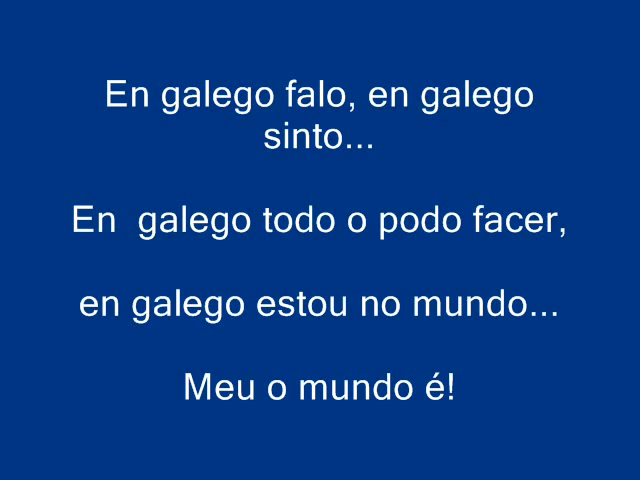 En galego falo, en galego
sinto...
En  galego todo o podo facer,
en galego estou no mundo...
Meu o mundo é!